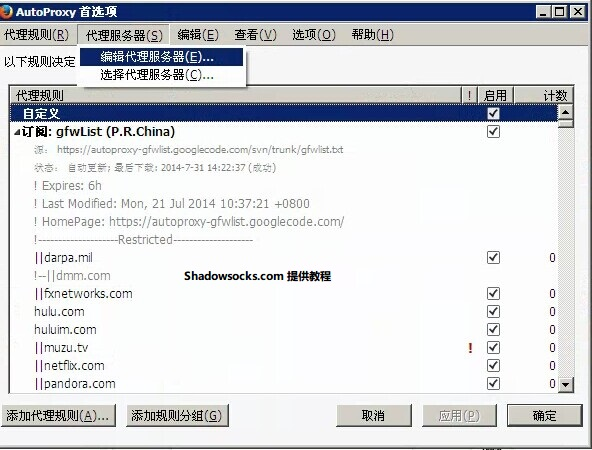 AutoProxy 首选项
代理规则(R) 代理服务器(S) 编辑(E) 查看(V) 选项(O) 帮助(H)
编辑代理服务器(E)...
以下规则决定
选择代理服务器(C)...
代理规则 ! 启用 计数
自定义
订阅: gfwList (P.R.China)
源: https://autoproxy-gfwlist.googlecode.com/svn/trunk/gfwlist.txt
状态: 自动更新; 最后下载: 2014-7-31 14:22:37 (成功)
! Expires: 6h
! Last Modified: Mon, 21 Jul 2014 10:37:21 +0800
! HomePage: https://autoproxy-gfwlist.googlecode.com/
!--------------------Restricted--------------------
||darpa.mil 0
!--||dmm.com
Shadowsocks.com 提供教程
||fxnetworks.com 0
hulu.com 0
huluim.com 0
||muzu.tv ! 0
||netflix.com 0
||pandora.com 0
添加代理规则(A)... 添加规则分组(G) 取消 应用(P) 确定